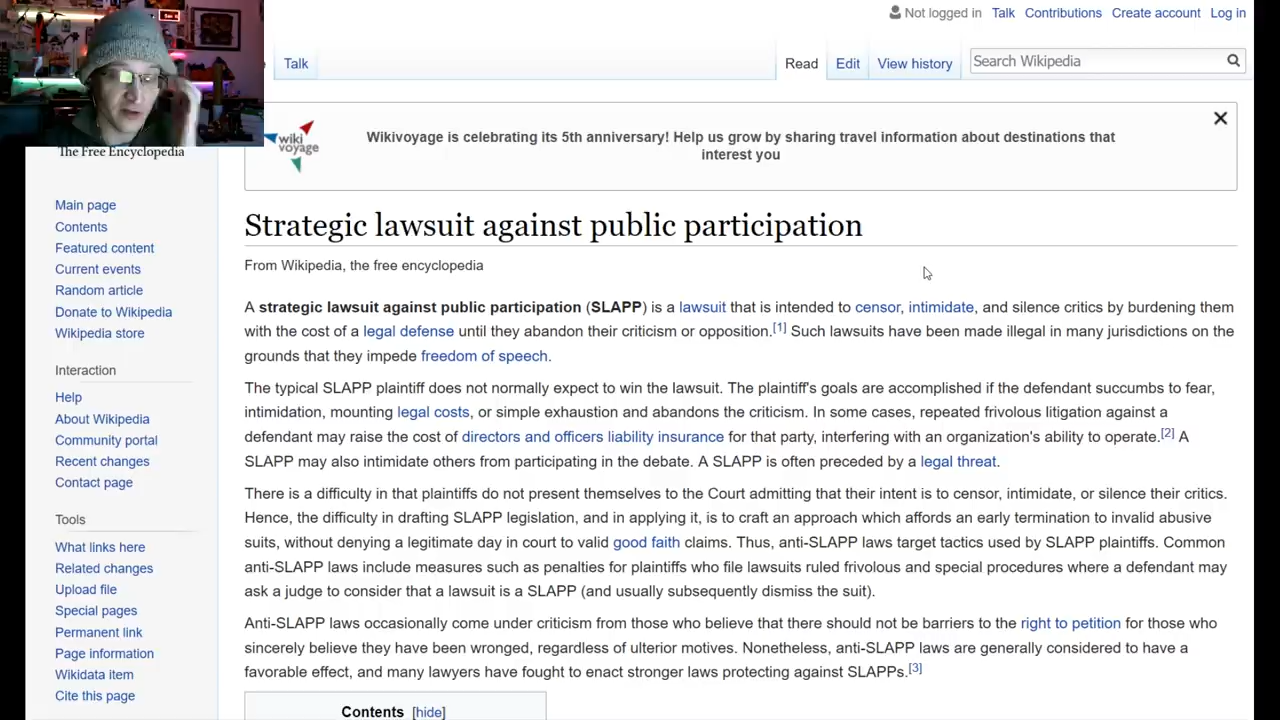 Not logged in Talk Contributions Create account Log in
Talk
Read Edit View history
Search Wikipedia
wiki
voyage
Wikivoyage is celebrating its 5th anniversary! Help us grow by sharing travel information about destinations that
interest you
The Free Encyclopedia
Main page
Contents
Featured content
Current events
Random article
Donate to Wikipedia
Wikipedia store
Interaction
Help
About Wikipedia
Community portal
Recent changes
Contact page
Tools
What links here
Related changes
Upload file
Special pages
Permanent link
Page information
Wikidata item
Cite this page
Strategic lawsuit against public participation
From Wikipedia, the free encyclopedia
A strategic lawsuit against public participation (SLAPP) is a lawsuit that is intended to censor, intimidate, and silence critics by burdening them
with the cost of a legal defense until they abandon their criticism or opposition.[1] Such lawsuits have been made illegal in many jurisdictions on the
grounds that they impede freedom of speech.
The typical SLAPP plaintiff does not normally expect to win the lawsuit. The plaintiff's goals are accomplished if the defendant succumbs to fear,
intimidation, mounting legal costs, or simple exhaustion and abandons the criticism. In some cases, repeated frivolous litigation against a
defendant may raise the cost of directors and officers liability insurance for that party, interfering with an organization's ability to operate.[2] A
SLAPP may also intimidate others from participating in the debate. A SLAPP is often preceded by a legal threat.
There is a difficulty in that plaintiffs do not present themselves to the Court admitting that their intent is to censor, intimidate, or silence their critics.
Hence, the difficulty in drafting SLAPP legislation, and in applying it, is to craft an approach which affords an early termination to invalid abusive
suits, without denying a legitimate day in court to valid good faith claims. Thus, anti-SLAPP laws target tactics used by SLAPP plaintiffs. Common
anti-SLAPP laws include measures such as penalties for plaintiffs who file lawsuits ruled frivolous and special procedures where a defendant may
ask a judge to consider that a lawsuit is a SLAPP (and usually subsequently dismiss the suit).
Anti-SLAPP laws occasionally come under criticism from those who believe that there should not be barriers to the right to petition for those who
sincerely believe they have been wronged, regardless of ulterior motives. Nonetheless, anti-SLAPP laws are generally considered to have a
favorable effect, and many lawyers have fought to enact stronger laws protecting against SLAPPs.[3]
Contents [hide]